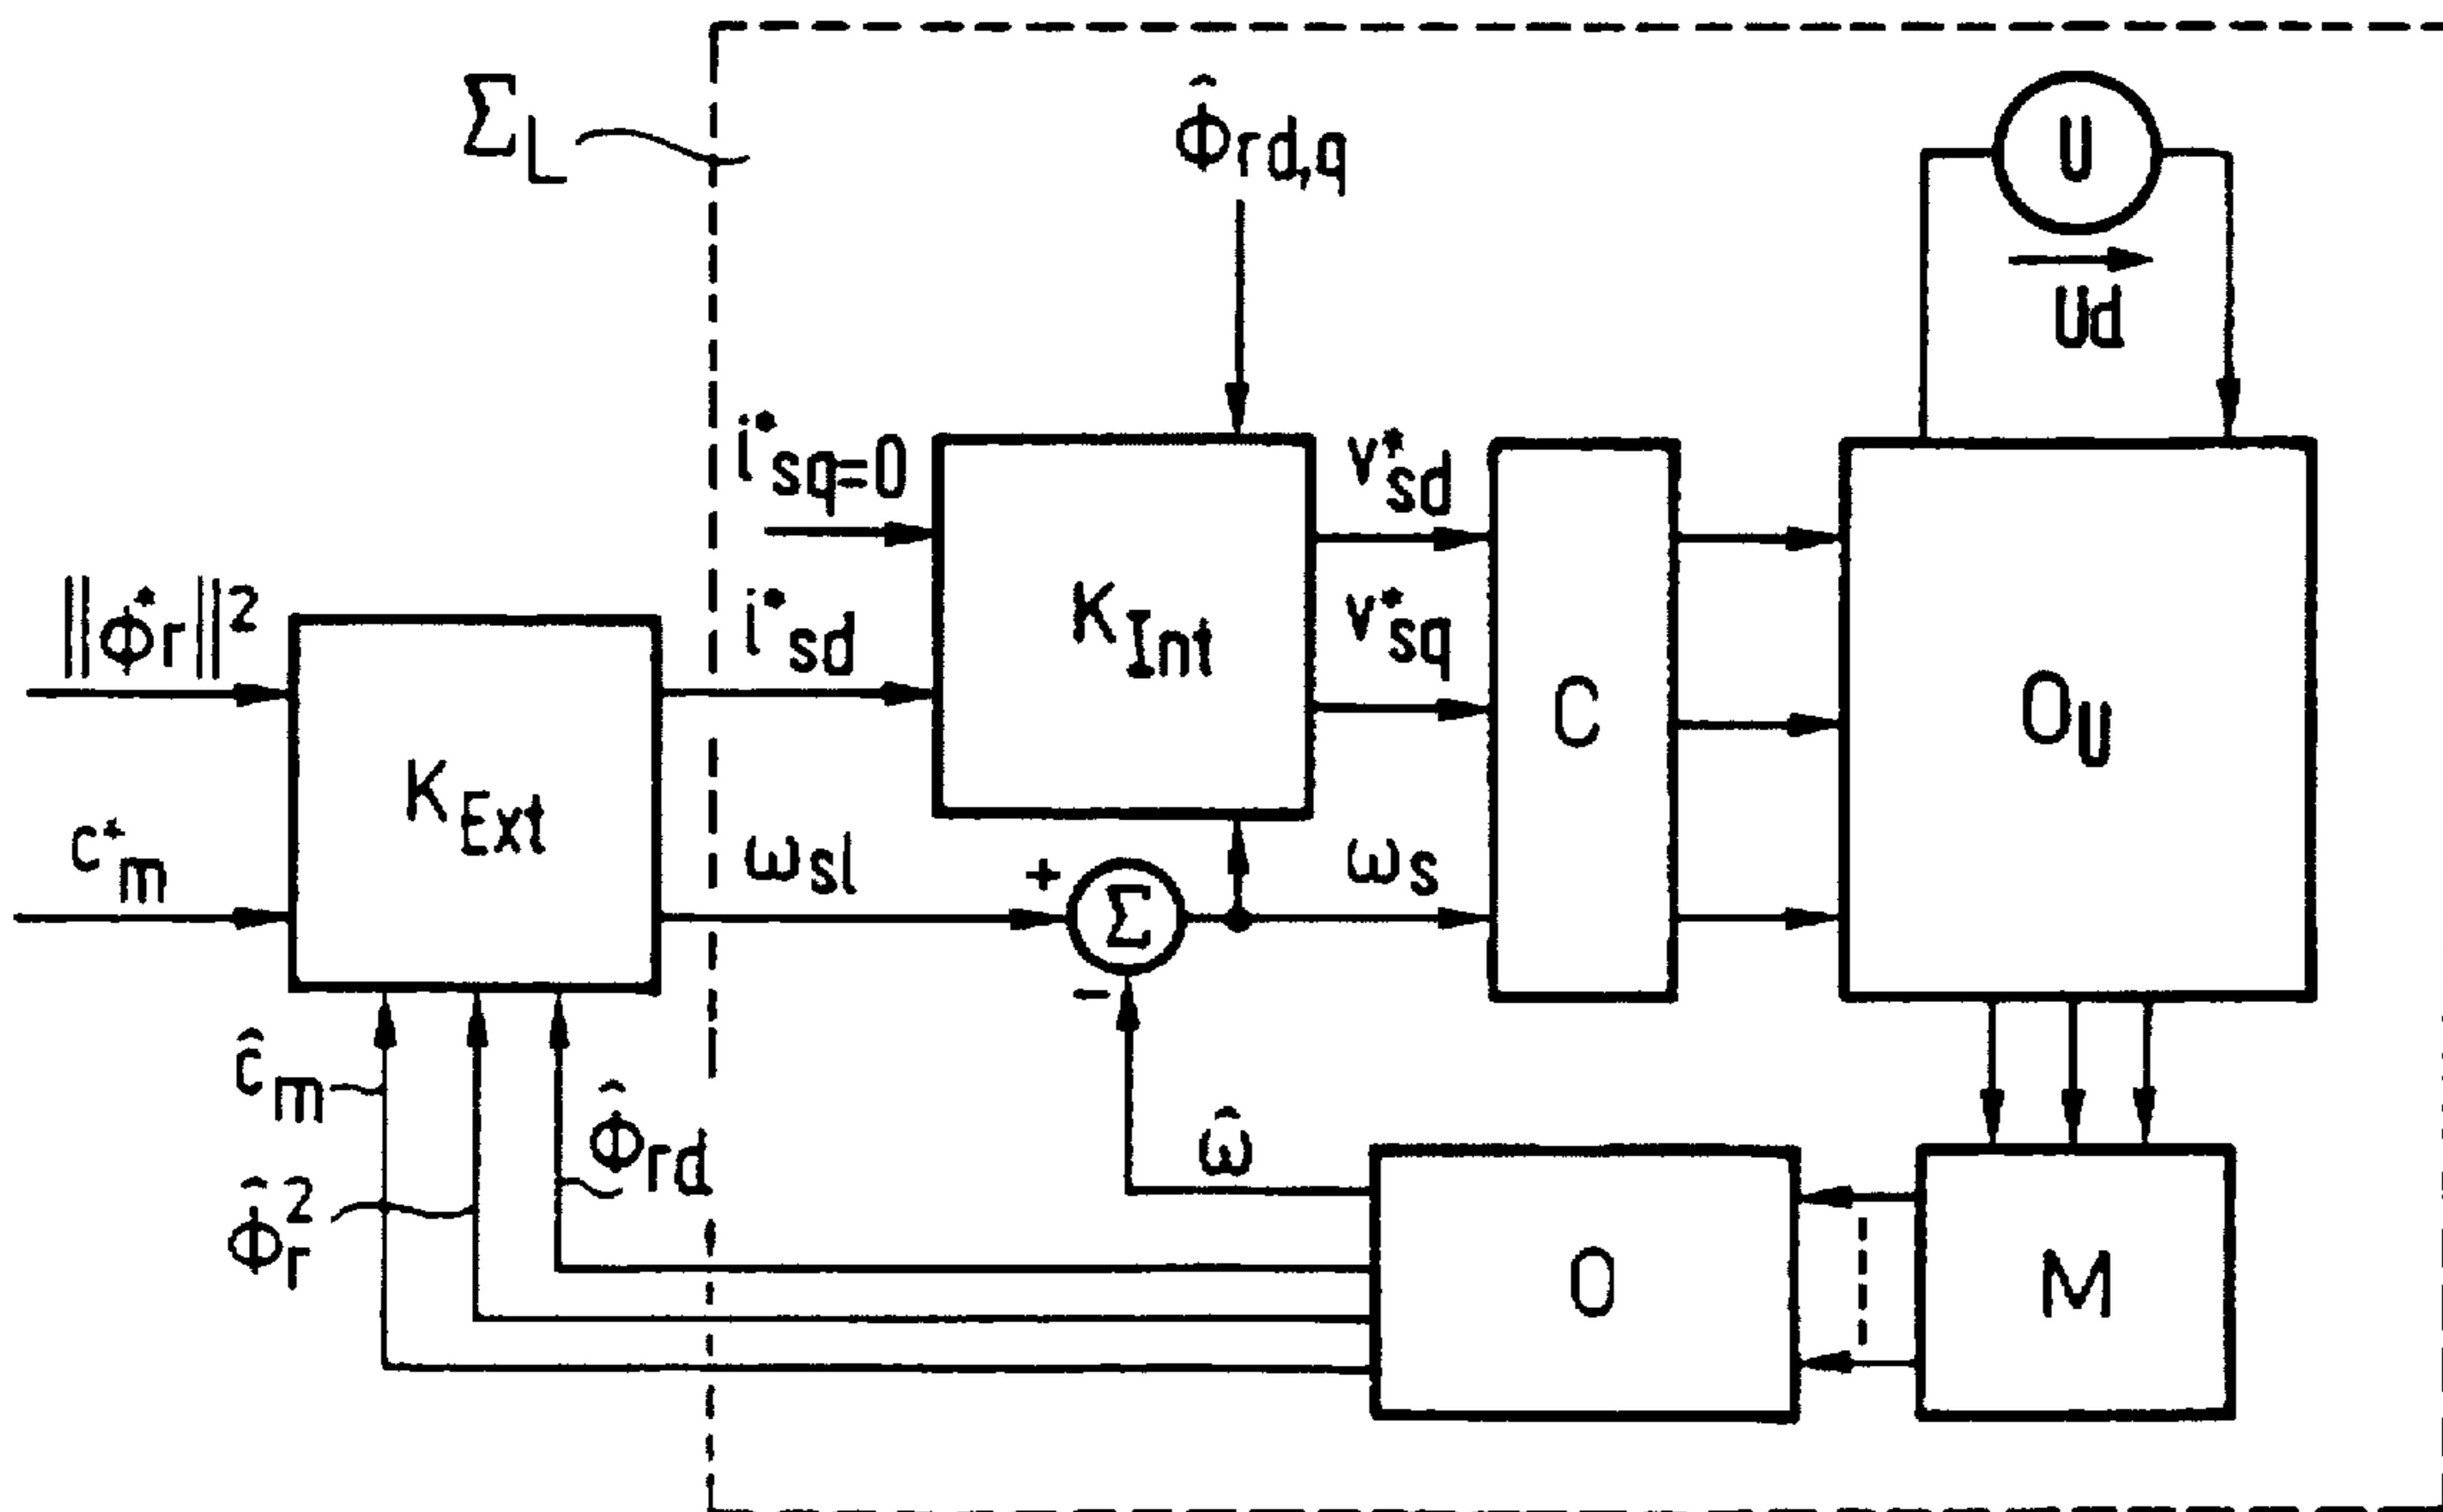 Σ_L
Φ̂rd,q
U
Ud
i*sq=0
v*sd
‖Φ*r‖²
i*sd
K_Int
v*sq
C
O_U
K_Ext
c*m
ωsl
+
Σ
ωs
-
ĉm
Φ̂rd
ω̂
Φ̂r²
O
M